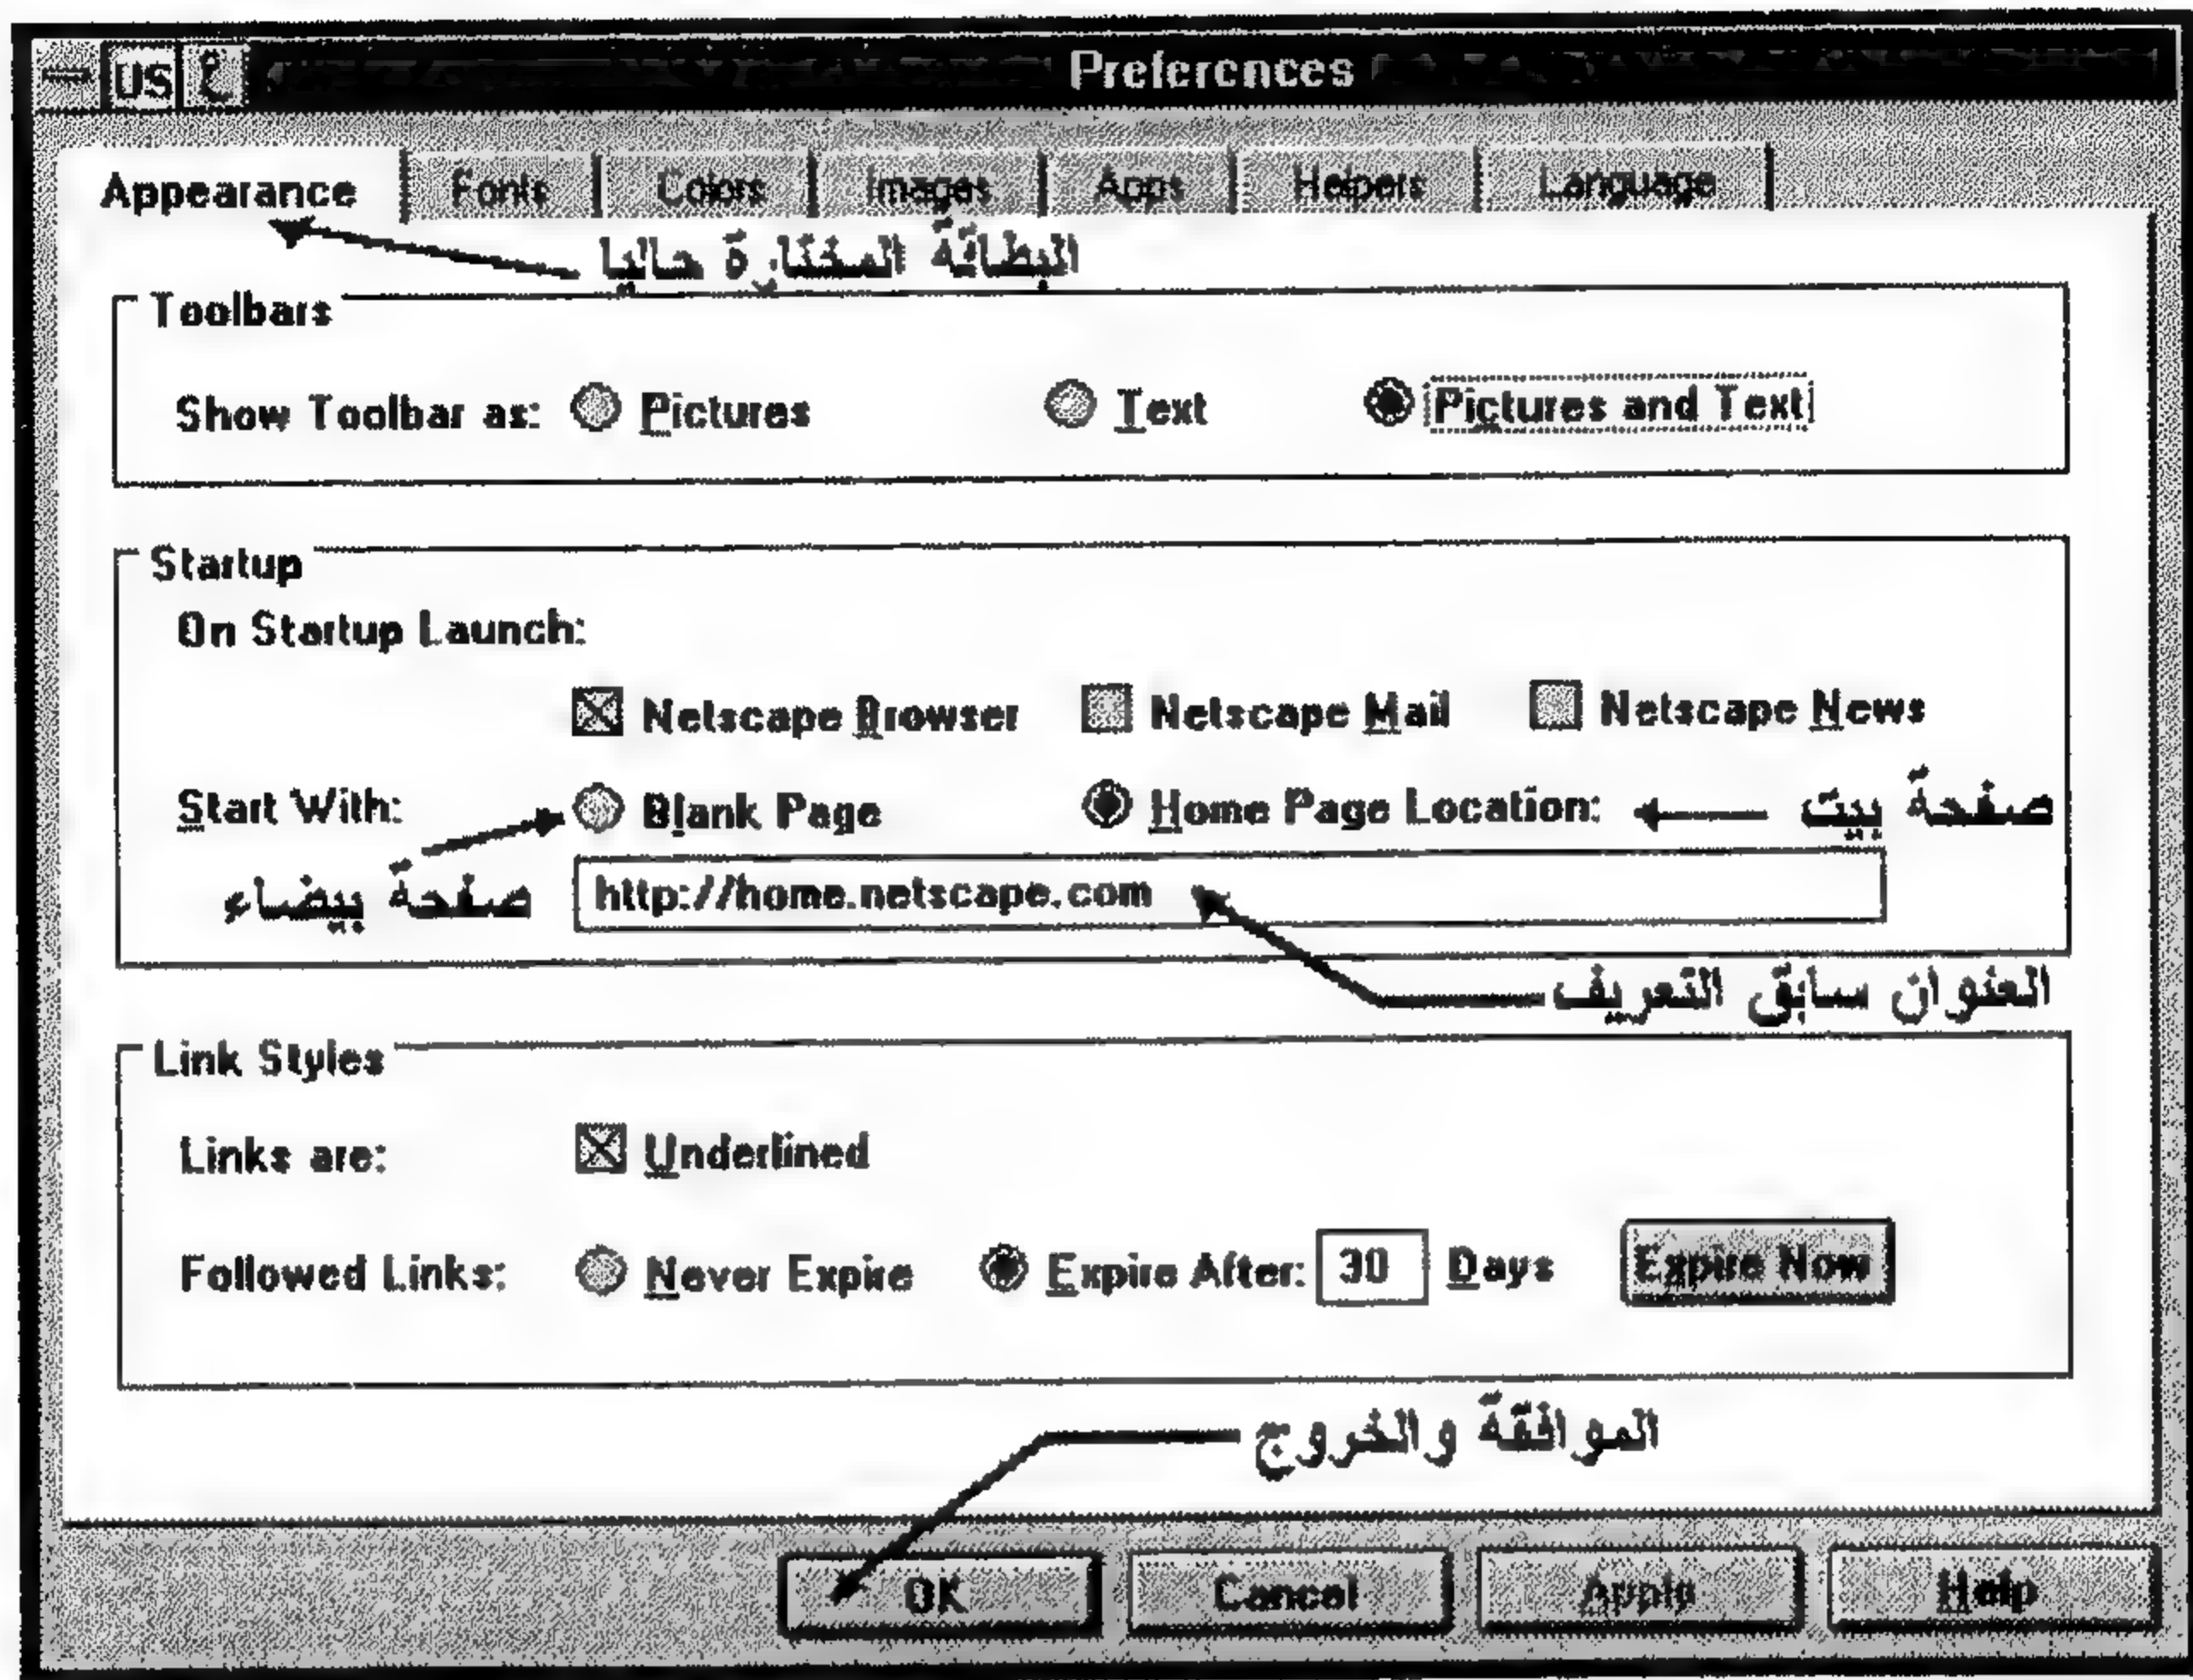 US ع Preferences
Appearance Fonts Colors Images Apps Helpers Language
البطاقة المختارة حاليا
Toolbars
Show Toolbar as: Pictures Text Pictures and Text
Startup
On Startup Launch:
Netscape Browser Netscape Mail Netscape News
Start With: Blank Page Home Page Location: صفحة بيت
صفحة بيضاء http://home.netscape.com
العنوان سابق التعريف
Link Styles
Links are: Underlined
Followed Links: Never Expire Expire After: 30 Days Expire Now
الموافقة والخروج
OK Cancel Apply Help